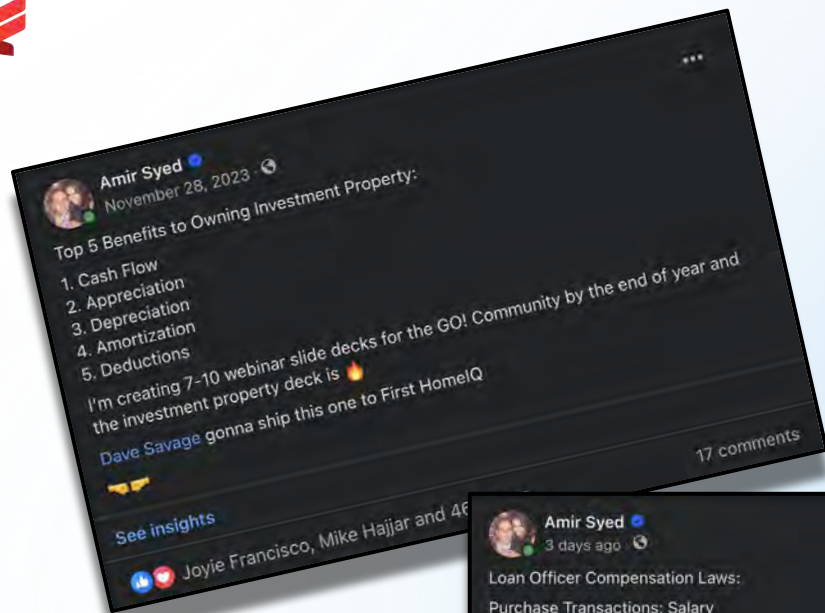 Amir Syed
November 28, 2023
Top 5 Benefits to Owning Investment Property:
1. Cash Flow
2. Appreciation
3. Depreciation
4. Amortization
5. Deductions
I'm creating 7-10 webinar slide decks for the GO! Community by the end of year and
the investment property deck is 🔥
Dave Savage gonna ship this one to First HomeIQ
🤜🤛
See insights
17 comments
Joyie Francisco, Mike Hajjar and 46
Amir Syed
3 days ago
Loan Officer Compensation Laws:
Purchase Transactions: Salary